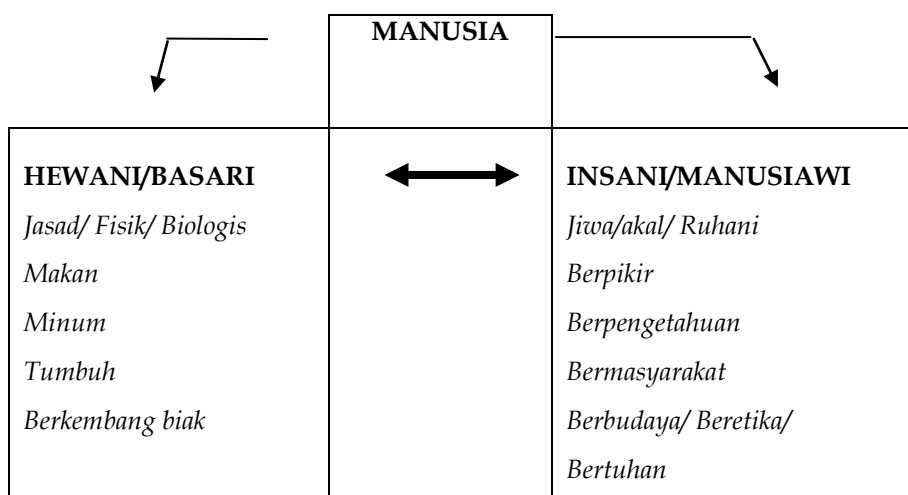 MANUSIA
HEWANI/BASARI
Jasad/ Fisik/ Biologis
Makan
Minum
Tumbuh
Berkembang biak
INSANI/MANUSIAWI
Jiwa/akal/ Ruhani
Berpikir
Berpengetahuan
Bermasyarakat
Berbudaya/ Beretika/
Bertuhan